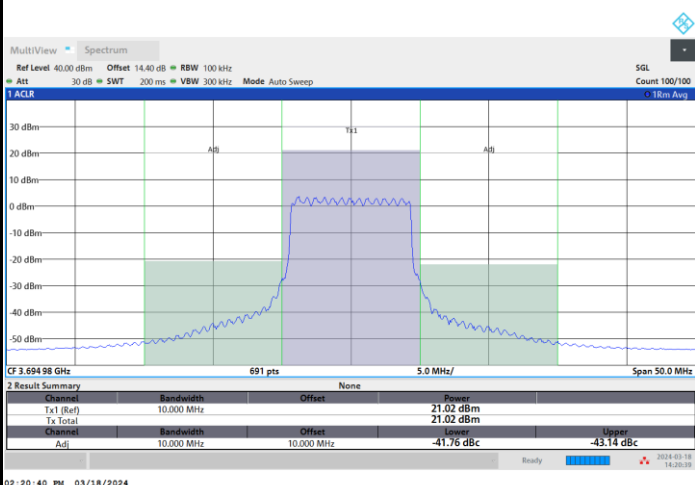 MultiView Spectrum
Ref Level 40.00 dBm Offset 14.40 dB RBW 100 kHz SGL
Att 30 dB SWT 200 ms VBW 300 kHz Mode Auto Sweep Count 100/100
1 ACLR 1Rm Avg
30 dBm
Tx1
20 dBm Adj Adj
10 dBm
0 dBm
-10 dBm
-20 dBm
-30 dBm
-40 dBm
-50 dBm
CF 3.694 98 GHz 691 pts 5.0 MHz/ Span 50.0 MHz
2 Result Summary None
Channel Bandwidth Offset Power
Tx1 (Ref) 10.000 MHz 21.02 dBm
Tx Total 21.02 dBm
Channel Bandwidth Offset Lower Upper
Adj 10.000 MHz 10.000 MHz -41.76 dBc -43.14 dBc
Ready 2024-03-18
14:20:39
02:20:40 PM 03/18/2024